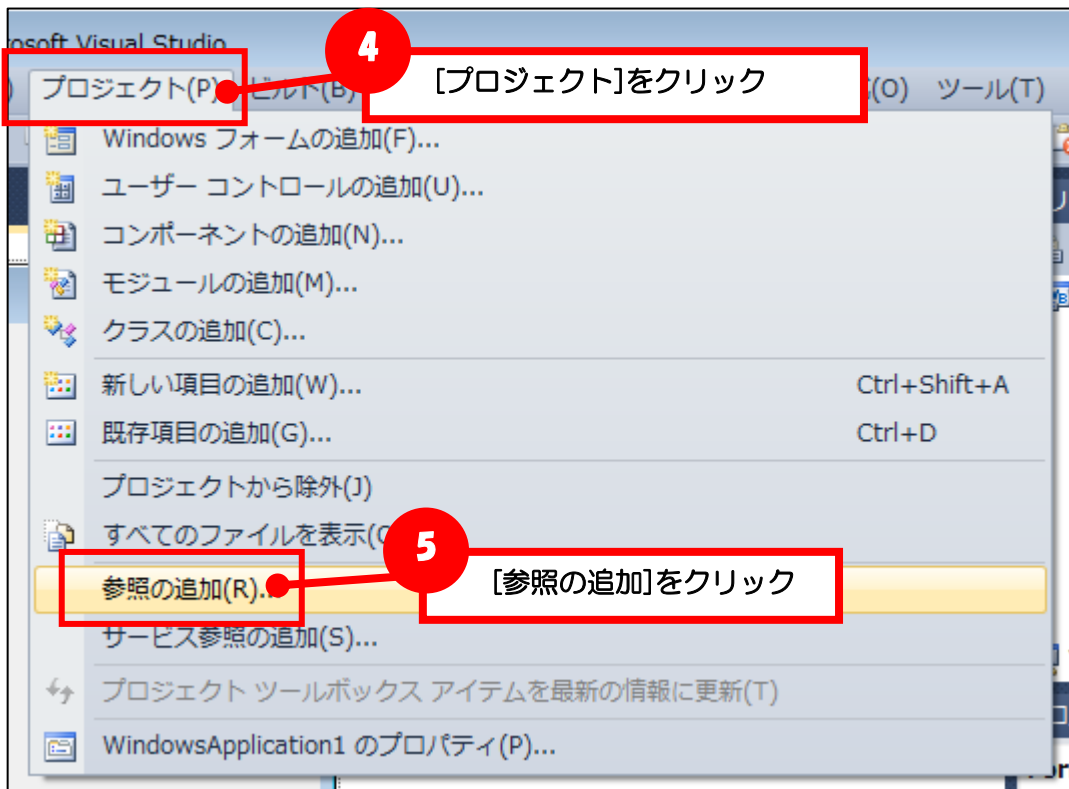 Visual Studio
4
[プロジェクト]をクリック
プロジェクト(P) ビルド(B) (O) ツール(T)
Windows フォームの追加(F)...
ユーザー コントロールの追加(U)...
コンポーネントの追加(N)...
モジュールの追加(M)...
クラスの追加(C)...
新しい項目の追加(W)... Ctrl+Shift+A
既存項目の追加(G)... Ctrl+D
プロジェクトから除外(J)
すべてのファイルを表示(
5
[参照の追加]をクリック
参照の追加(R)...
サービス参照の追加(S)...
プロジェクト ツールボックス アイテムを最新の情報に更新(T)
WindowsApplication1 のプロパティ(P)...